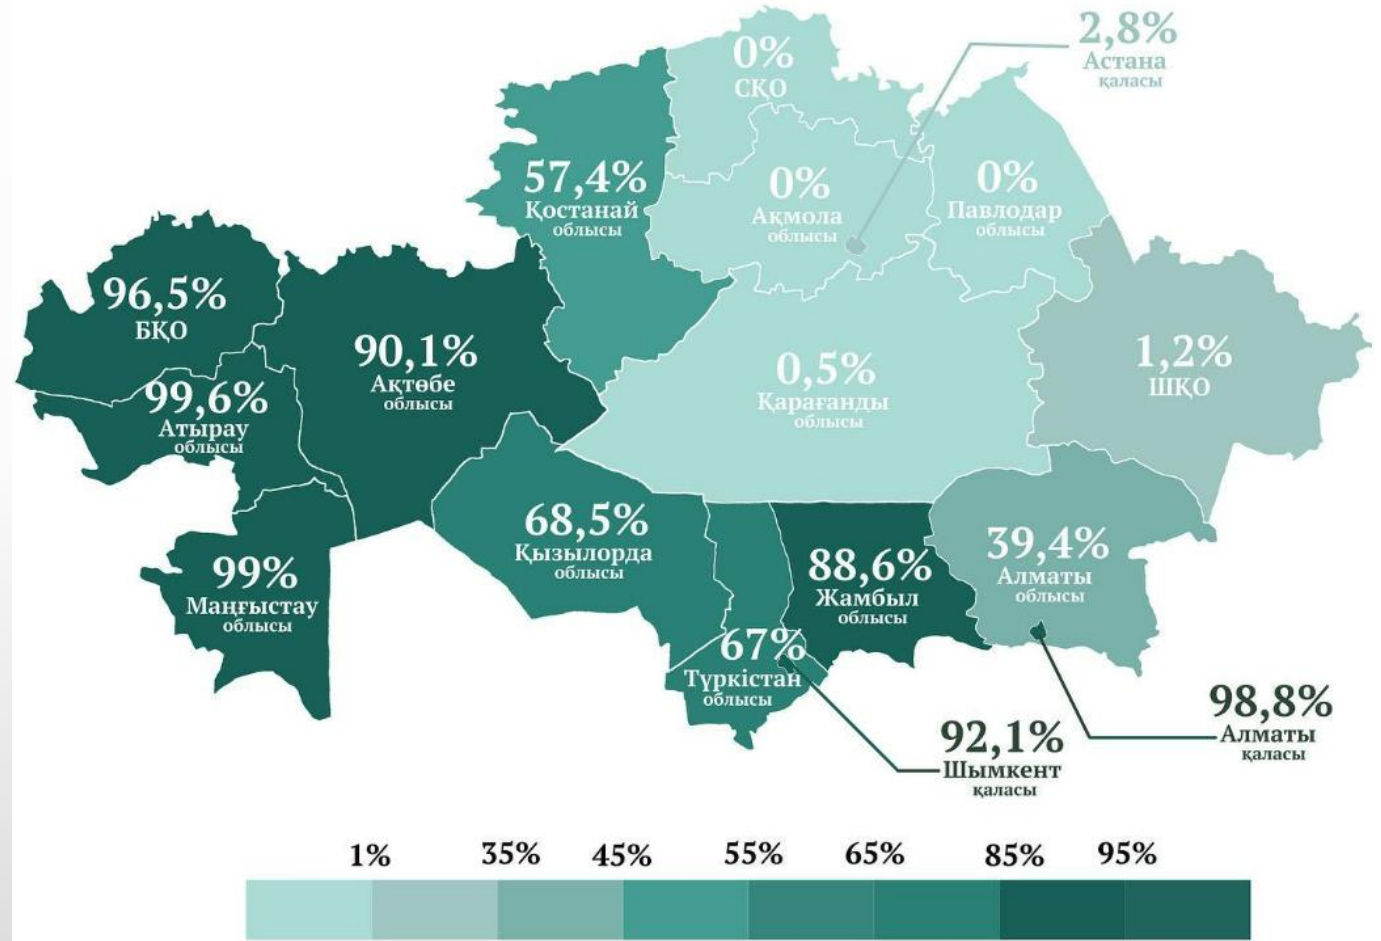 2,8%
Астана
қаласы
0%
СҚО
57,4%
Қостанай
облысы
0%
Ақмола
облысы
0%
Павлодар
облысы
96,5%
БҚО
90,1%
Ақтөбе
облысы
99,6%
Атырау
облысы
0,5%
Қарағанды
облысы
1,2%
ШҚО
68,5%
Қызылорда
облысы
99%
Маңғыстау
облысы
88,6%
Жамбыл
облысы
39,4%
Алматы
облысы
67%
Түркістан
облысы
98,8%
Алматы
қаласы
92,1%
Шымкент
қаласы
1% 35% 45% 55% 65% 85% 95%